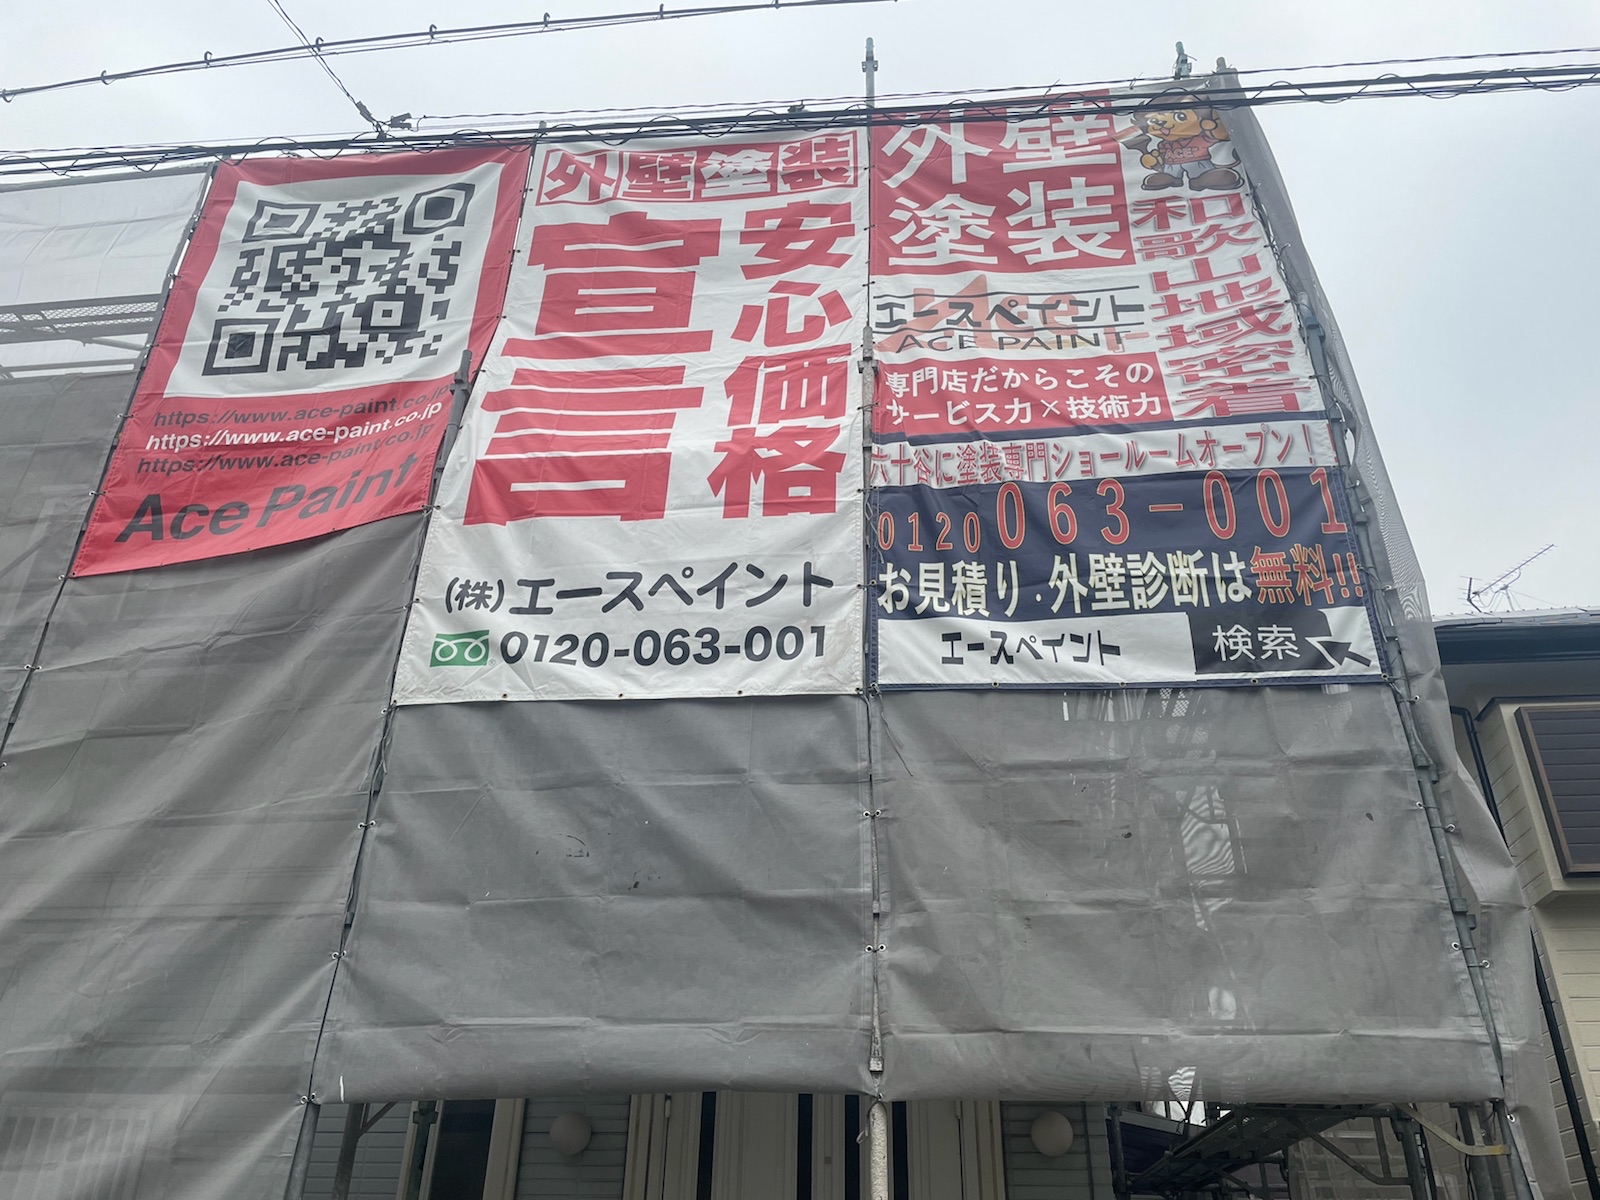 https://www.ace-paint.co.jp
https://www.ace-paint.co.jp
https://www.ace-paint.co.jp
Ace Paint
外壁塗装
安心価格
宣言
(株)エースペイント
0120-063-001
外壁
塗装
ACE
和歌山地域密着
エースペイント
ACE PAINT
専門店だからこその
サービス力×技術力
六十谷に塗装専門ショールームオープン!
0120 063-001
お見積り・外壁診断は無料!!
エースペイント 検索